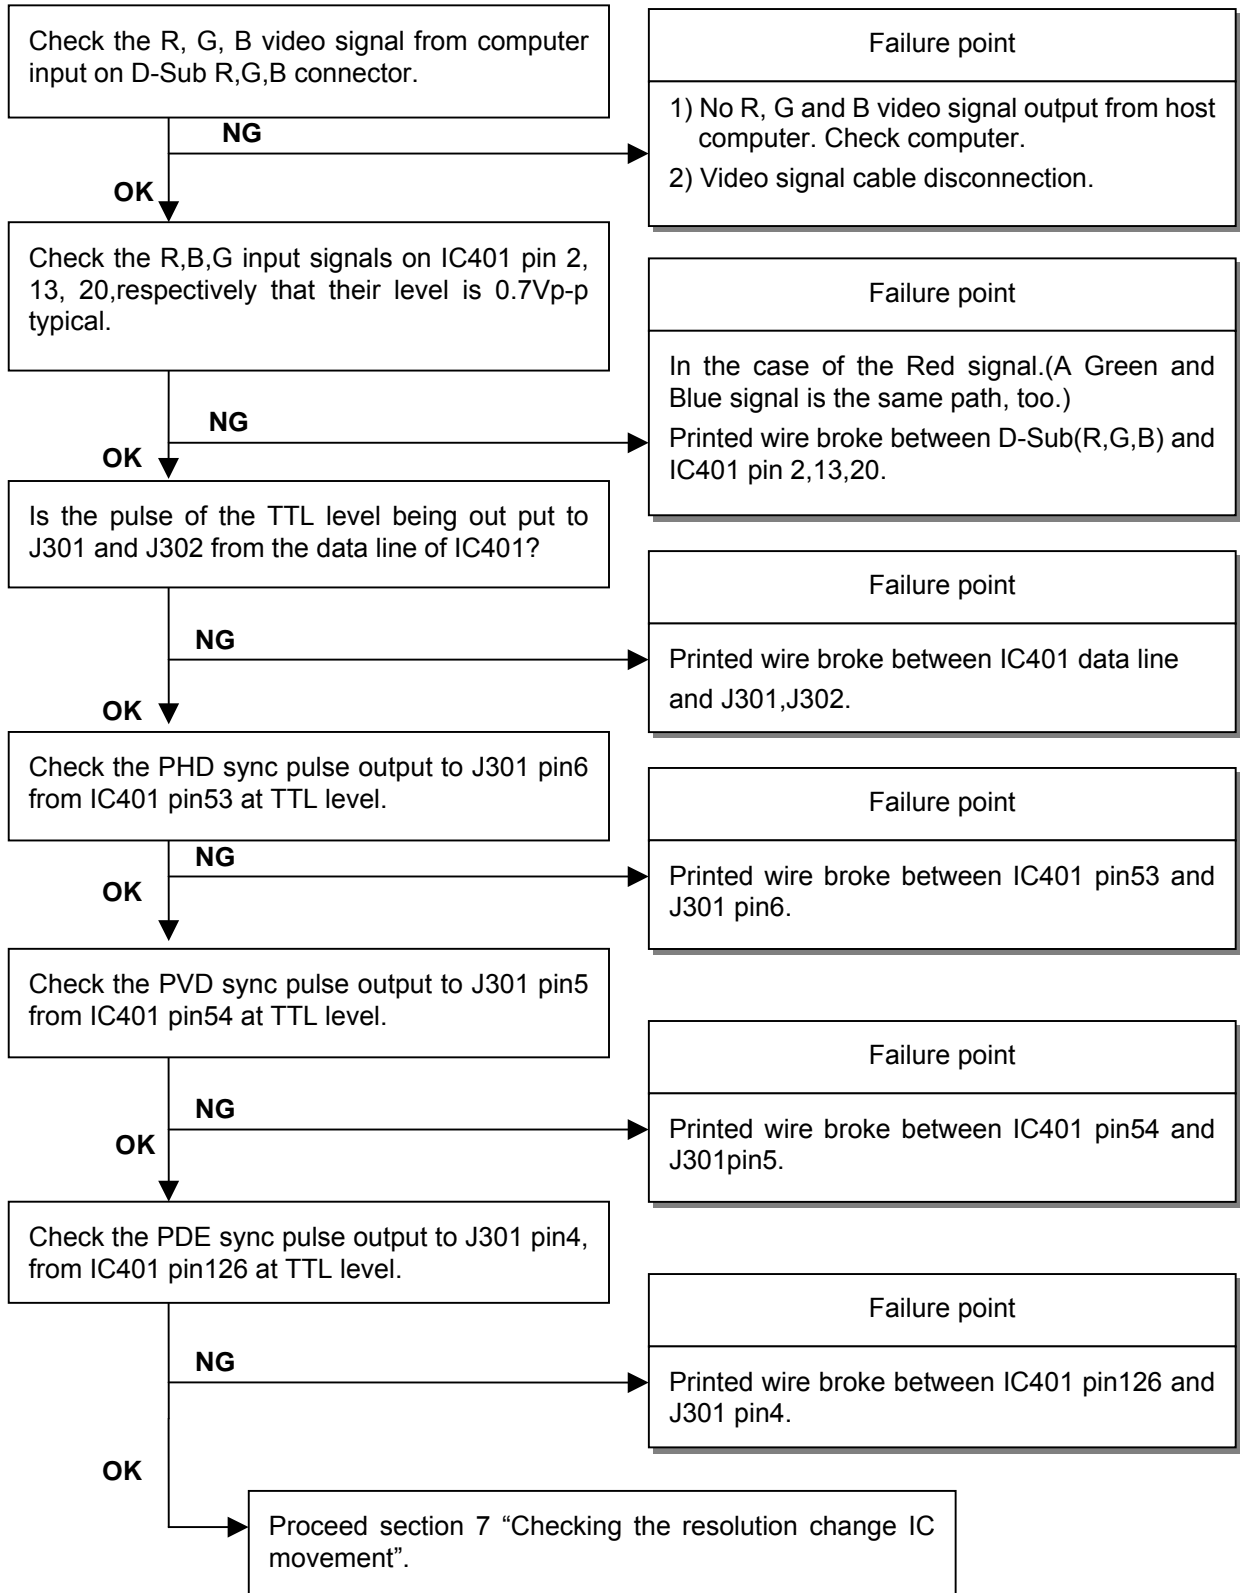 Check the R, G, B video signal from computer
input on D-Sub R,G,B connector.
Failure point
1) No R, G and B video signal output from host
computer. Check computer.
2) Video signal cable disconnection.
NG
OK
Check the R,B,G input signals on IC401 pin 2,
13, 20,respectively that their level is 0.7Vp-p
typical.
Failure point
In the case of the Red signal.(A Green and
Blue signal is the same path, too.)
Printed wire broke between D-Sub(R,G,B) and
IC401 pin 2,13,20.
NG
OK
Is the pulse of the TTL level being out put to
J301 and J302 from the data line of IC401?
Failure point
Printed wire broke between IC401 data line
and J301,J302.
NG
OK
Check the PHD sync pulse output to J301 pin6
from IC401 pin53 at TTL level.
Failure point
Printed wire broke between IC401 pin53 and
J301 pin6.
NG
OK
Check the PVD sync pulse output to J301 pin5
from IC401 pin54 at TTL level.
Failure point
Printed wire broke between IC401 pin54 and
J301pin5.
NG
OK
Check the PDE sync pulse output to J301 pin4,
from IC401 pin126 at TTL level.
Failure point
Printed wire broke between IC401 pin126 and
J301 pin4.
NG
OK
Proceed section 7 “Checking the resolution change IC
movement”.